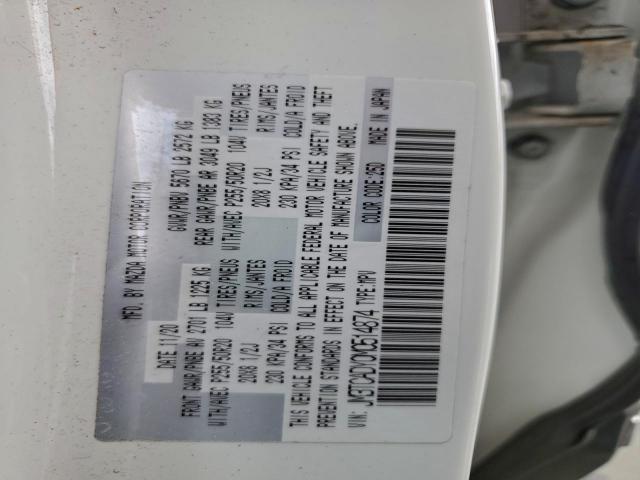 MFD. BY MAZDA MOTOR CORPORATION
DATE 11/20 GVWR/PNBV 5670 LB 2572 KG
FRONT GAWR/PNBE AV 2701 LB 1225 KG REAR GAWR/PNBE AR 3049 LB 1383 KG
WITH/AVEC P255/50R20 104V TIRES/PNEUS WITH/AVEC P255/50R20 104V TIRES/PNEUS
20X8 1/2J RIMS/JANTES 20X8 1/2J RIMS/JANTES
230 KPA/34 PSI COLD/A FROID 230 KPA/34 PSI COLD/A FROID
THIS VEHICLE CONFORMS TO ALL APPLICABLE FEDERAL MOTOR VEHICLE SAFETY AND THEFT
PREVENTION STANDARDS IN EFFECT ON THE DATE OF MANUFACTURE SHOWN ABOVE.
VIN: JM3TCADY0M0514874 TYPE:MPV
COLOR CODE:25D MADE IN JAPAN